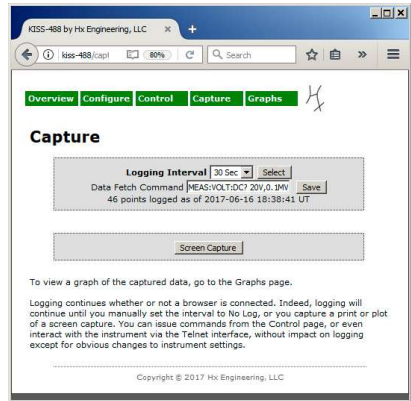 KISS-488 by Hx Engineering, LLC
kiss-488/capt 80% Search
Overview Configure Control Capture Graphs Hx
Capture
Logging Interval 30 Sec Select
Data Fetch Command MEAS:VOLT:DC? 20V,0.1MV Save
46 points logged as of 2017-06-16 18:38:41 UT
Screen Capture
To view a graph of the captured data, go to the Graphs page.
Logging continues whether or not a browser is connected. Indeed, logging will
continue until you manually set the interval to No Log, or you capture a print or plot
of a screen capture. You can issue commands from the Control page, or even
interact with the instrument via the Telnet interface, without impact on logging
except for obvious changes to instrument settings.
Copyright © 2017 Hx Engineering, LLC